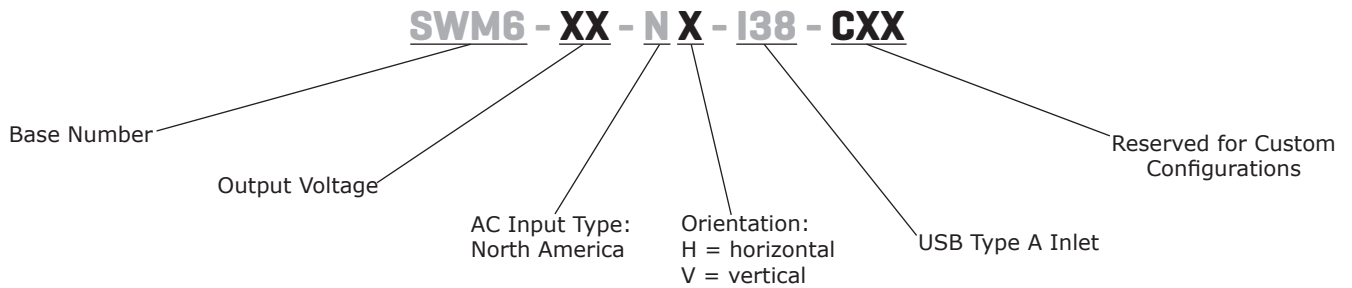 SWM6 - XX - N X - I38 - CXX
Base Number
Output Voltage
AC Input Type:
North America
Orientation:
H = horizontal
V = vertical
USB Type A Inlet
Reserved for Custom
Configurations